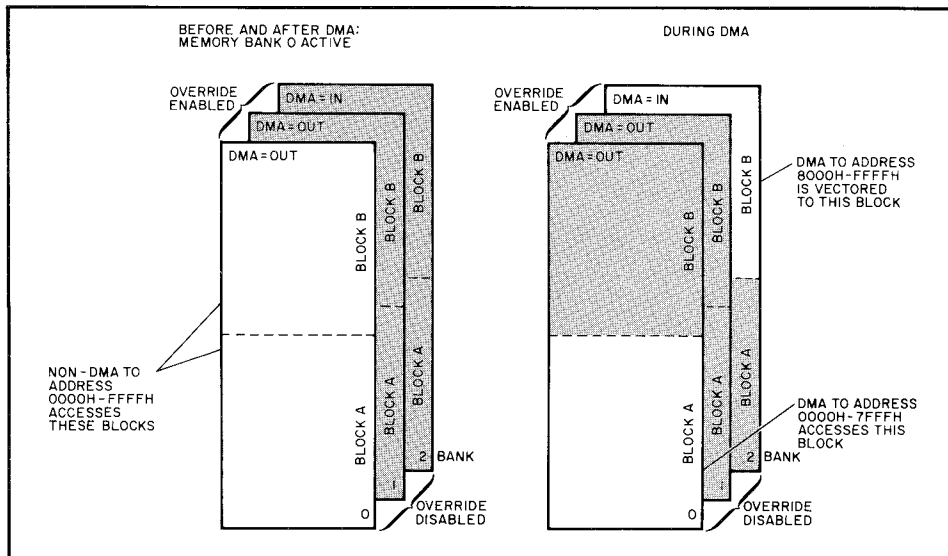 BEFORE AND AFTER DMA:
MEMORY BANK 0 ACTIVE
OVERRIDE
ENABLED
DMA = IN
DMA = OUT
DMA = OUT
BLOCK B
BLOCK B
BLOCK B
BLOCK A
BLOCK A
BLOCK A
NON-DMA TO
ADDRESS
0000H-FFFFH
ACCESSES
THESE BLOCKS
2 BANK
1
0
OVERRIDE
DISABLED
DURING DMA
OVERRIDE
ENABLED
DMA = IN
DMA = OUT
DMA = OUT
BLOCK B
BLOCK B
BLOCK B
BLOCK A
BLOCK A
BLOCK A
DMA TO ADDRESS
8000H-FFFFH
IS VECTORED
TO THIS BLOCK
DMA TO ADDRESS
0000H-7FFFH
ACCESSES THIS
BLOCK
2 BANK
1
0
OVERRIDE
DISABLED